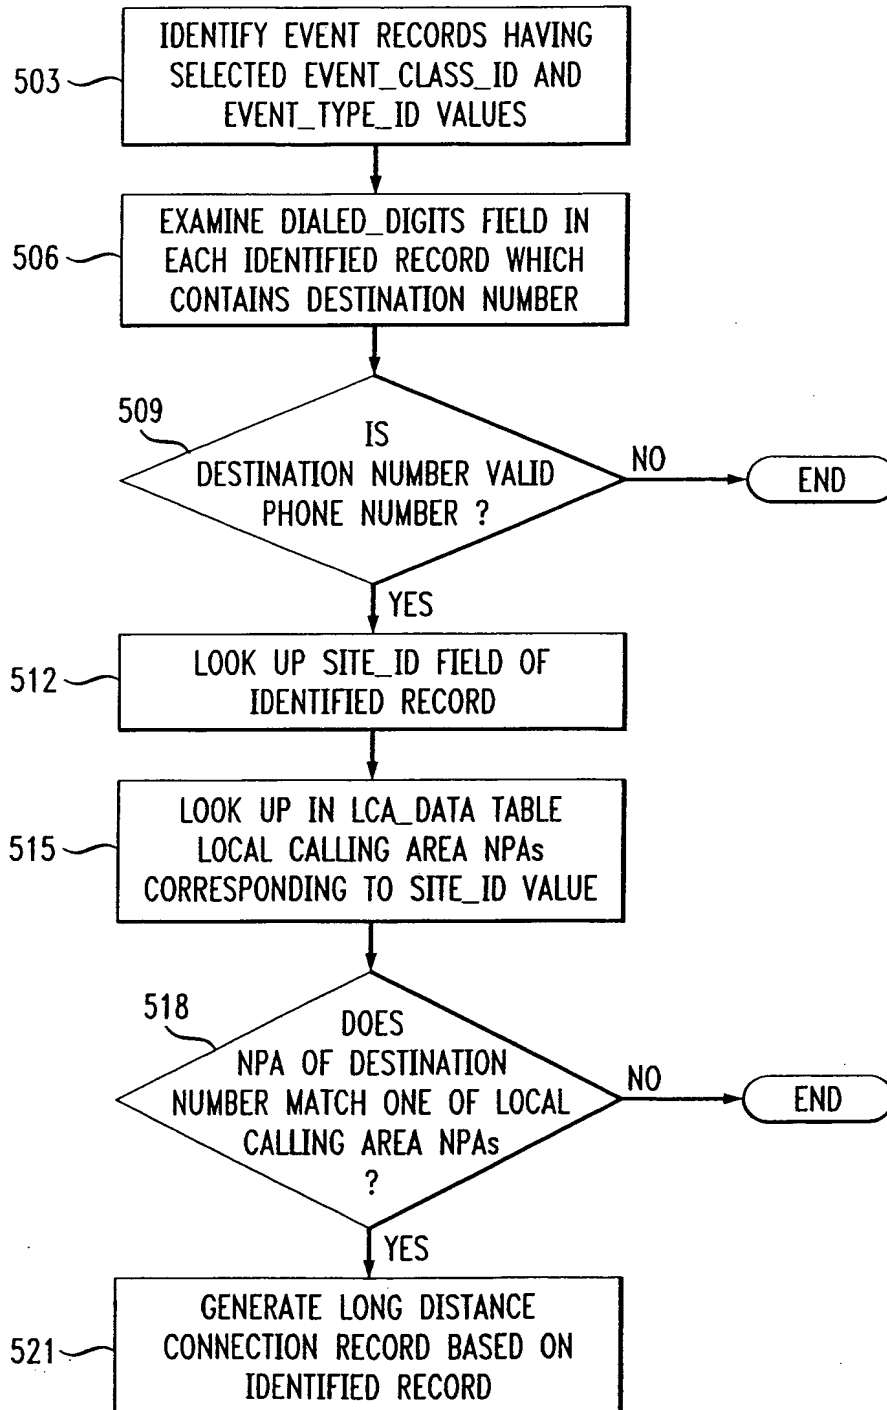 503
IDENTIFY EVENT RECORDS HAVING
SELECTED EVENT_CLASS_ID AND
EVENT_TYPE_ID VALUES
506
EXAMINE DIALED_DIGITS FIELD IN
EACH IDENTIFIED RECORD WHICH
CONTAINS DESTINATION NUMBER
509
IS
DESTINATION NUMBER VALID
PHONE NUMBER ?
NO
END
YES
512
LOOK UP SITE_ID FIELD OF
IDENTIFIED RECORD
515
LOOK UP IN LCA_DATA TABLE
LOCAL CALLING AREA NPAs
CORRESPONDING TO SITE_ID VALUE
518
DOES
NPA OF DESTINATION
NUMBER MATCH ONE OF LOCAL
CALLING AREA NPAs
?
NO
END
YES
521
GENERATE LONG DISTANCE
CONNECTION RECORD BASED ON
IDENTIFIED RECORD